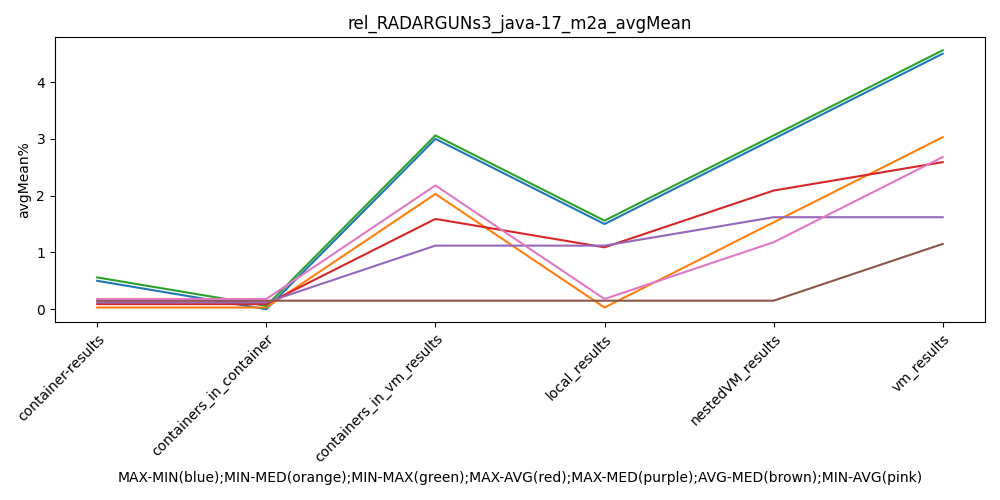 rel_RADARGUNs3_java-17_m2a_avgMean
avgMean%
4
3
2
1
0
container-results
containers_in_container
containers_in_vm_results
local_results
nestedVM_results
vm_results
MAX-MIN(blue);MIN-MED(orange);MIN-MAX(green);MAX-AVG(red);MAX-MED(purple);AVG-MED(brown);MIN-AVG(pink)